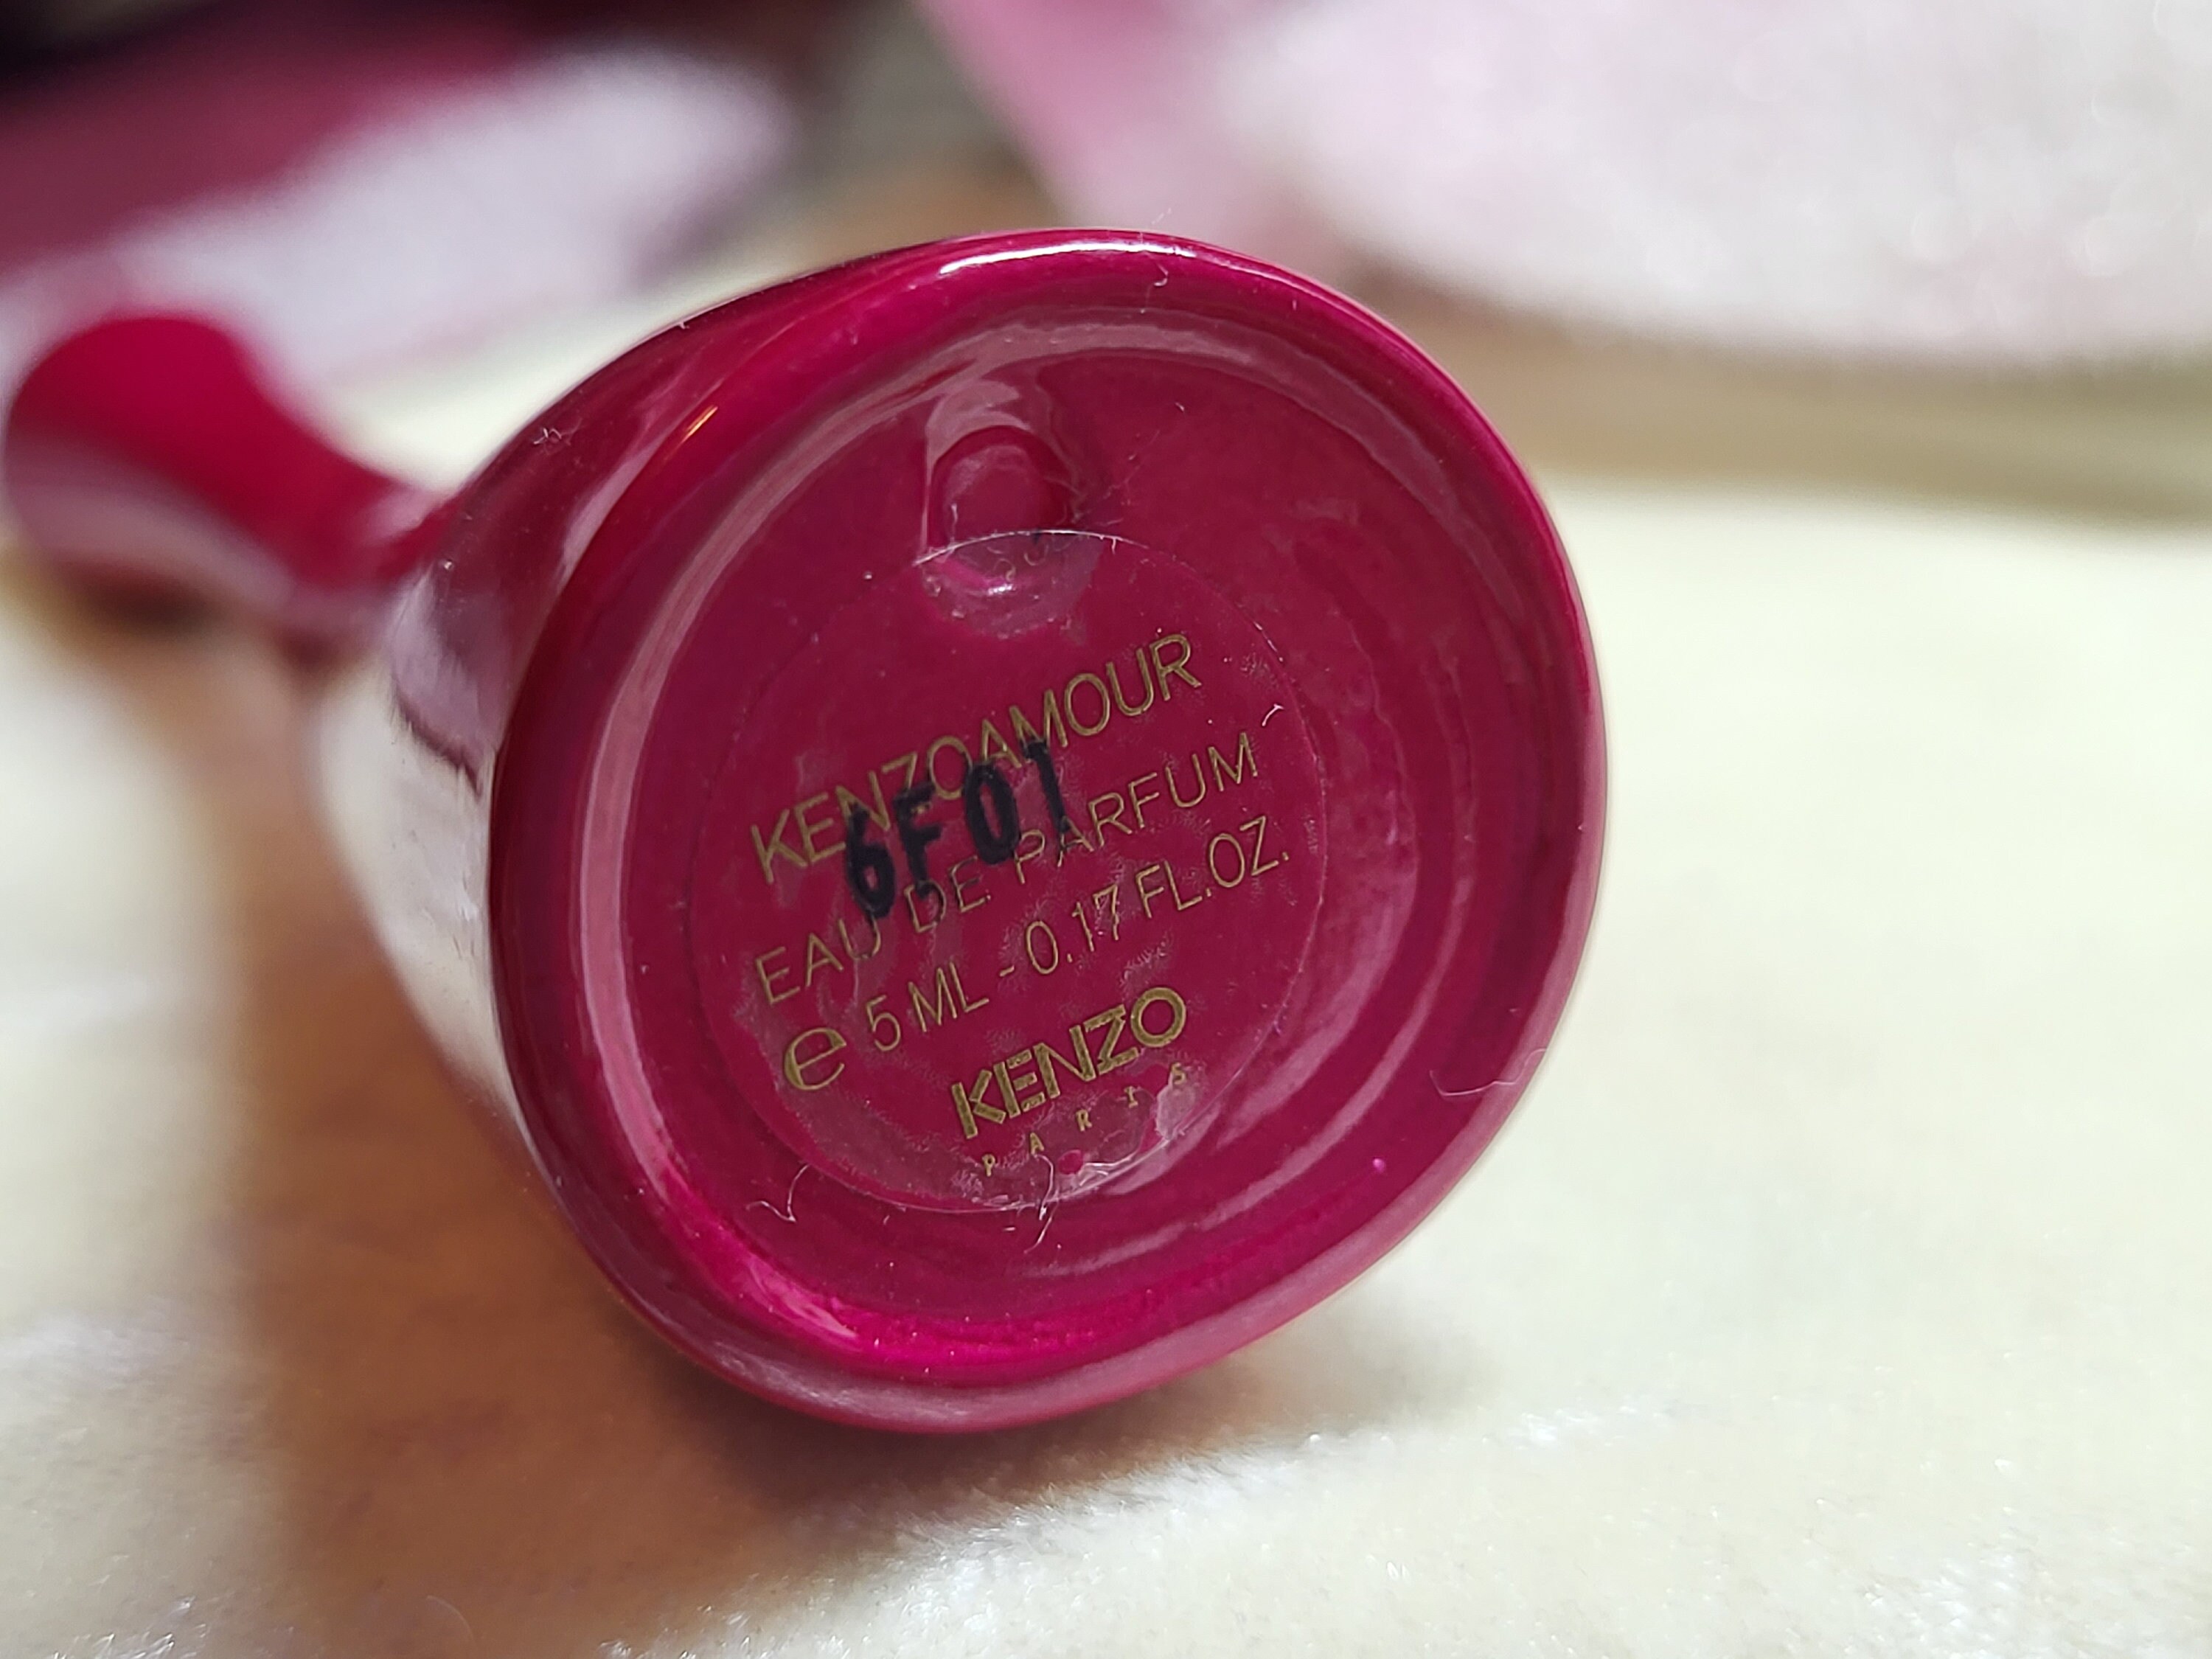 KENZOAMOUR
6F01
EAU DE PARFUM
℮ 5 ML - 0.17 FL.OZ.
KENZO
PARIS